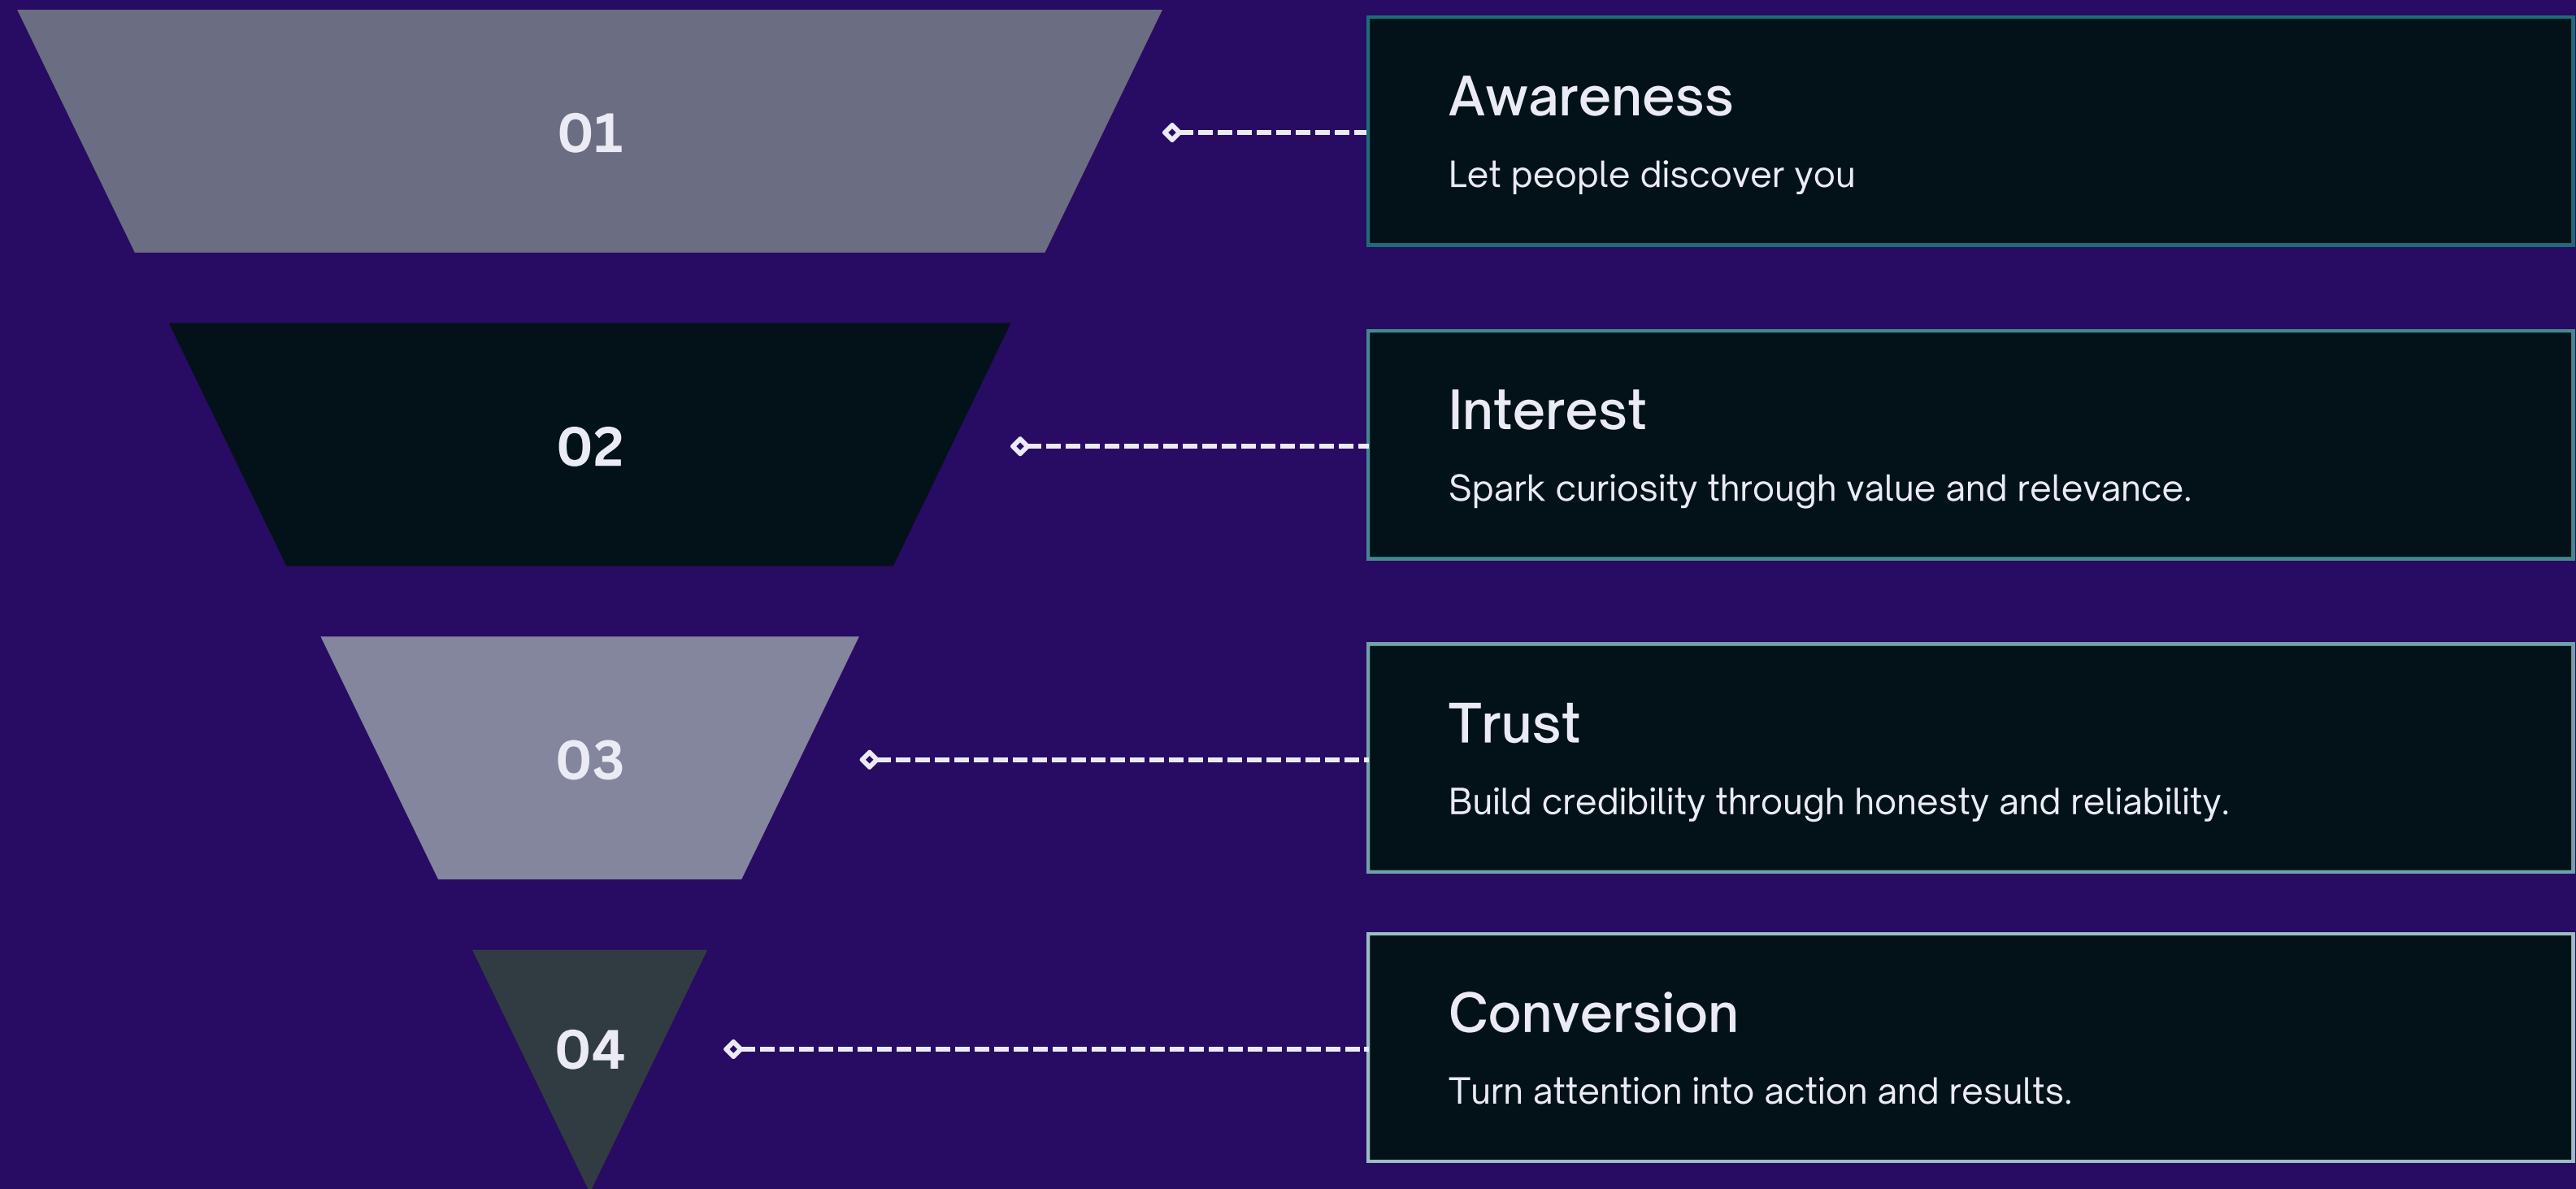 01
Awareness
Let people discover you
02
Interest
Spark curiosity through value and relevance.
03
Trust
Build credibility through honesty and reliability.
04
Conversion
Turn attention into action and results.